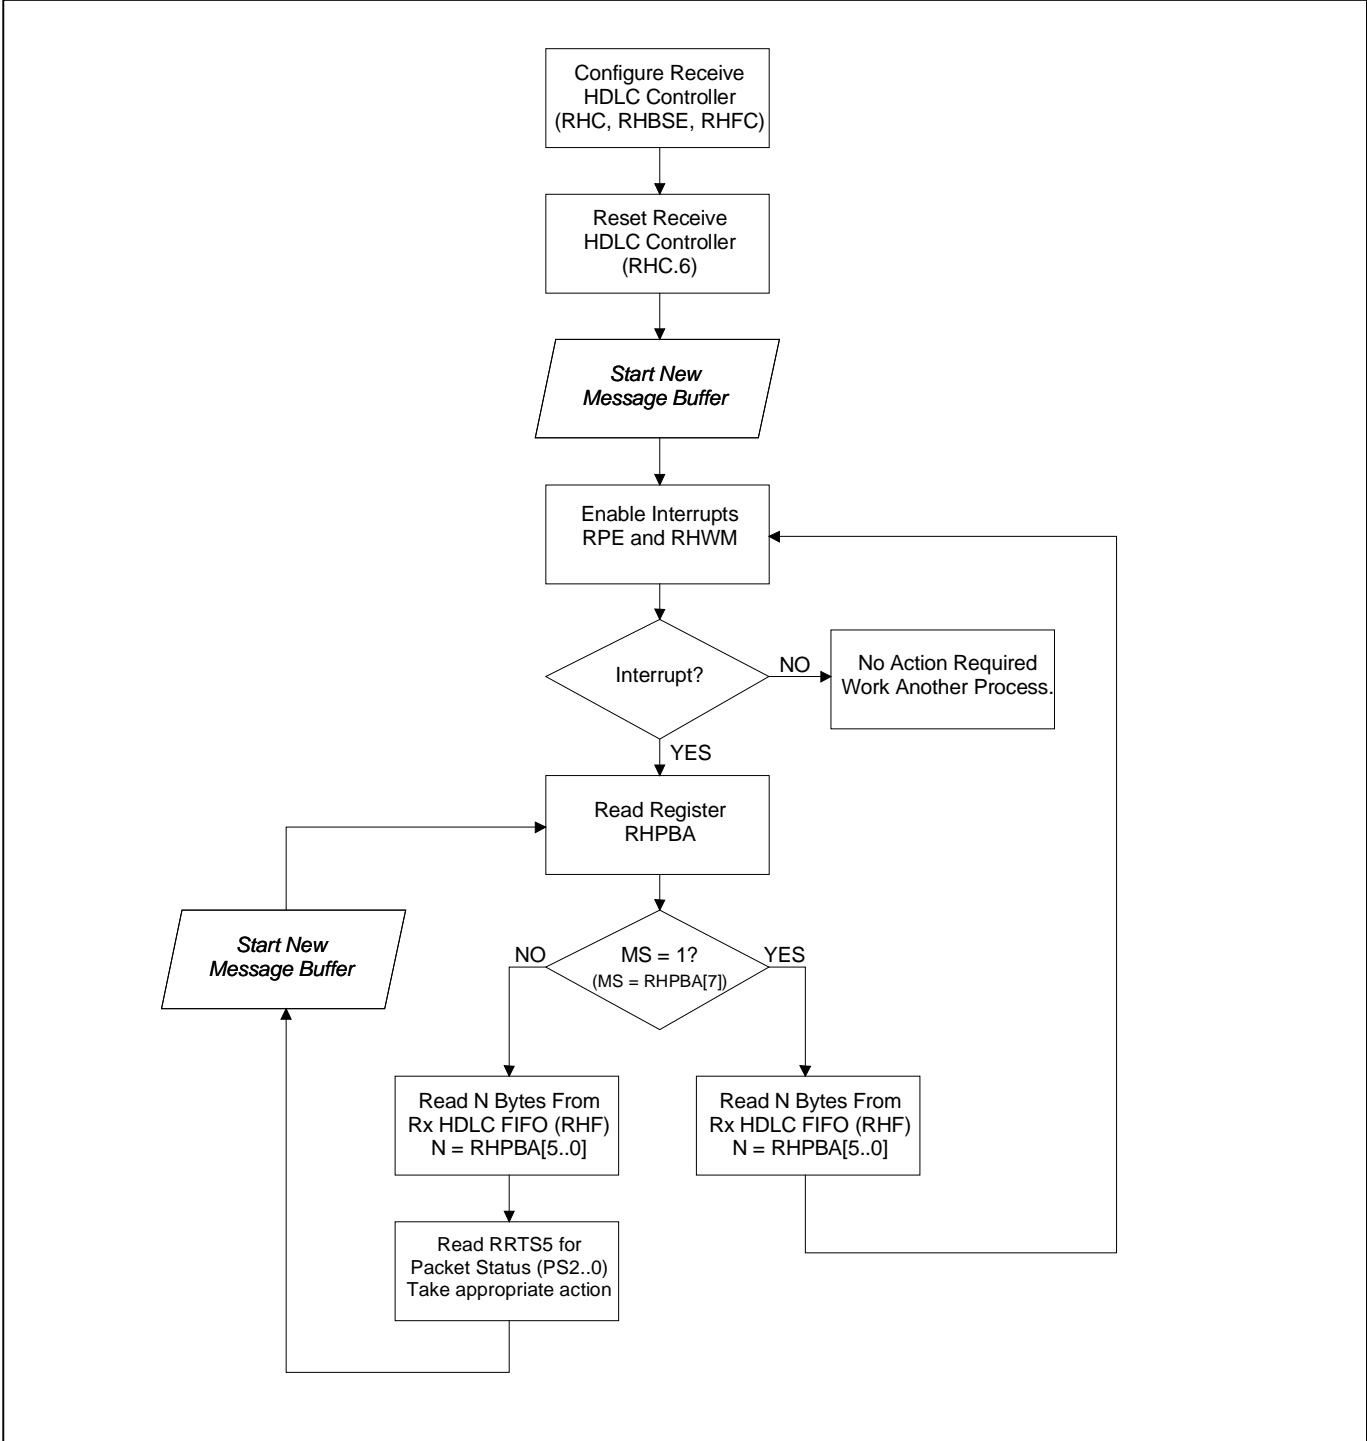 Configure Receive
HDLC Controller
(RHC, RHBSE, RHFC)
Reset Receive
HDLC Controller
(RHC.6)
Start New
Message Buffer
Enable Interrupts
RPE and RHWM
Interrupt?
NO
No Action Required
Work Another Process.
YES
Read Register
RHPBA
Start New
Message Buffer
NO
MS = 1?
(MS = RHPBA[7])
YES
Read N Bytes From
Rx HDLC FIFO (RHF)
N = RHPBA[5..0]
Read N Bytes From
Rx HDLC FIFO (RHF)
N = RHPBA[5..0]
Read RRTS5 for
Packet Status (PS2..0)
Take appropriate action